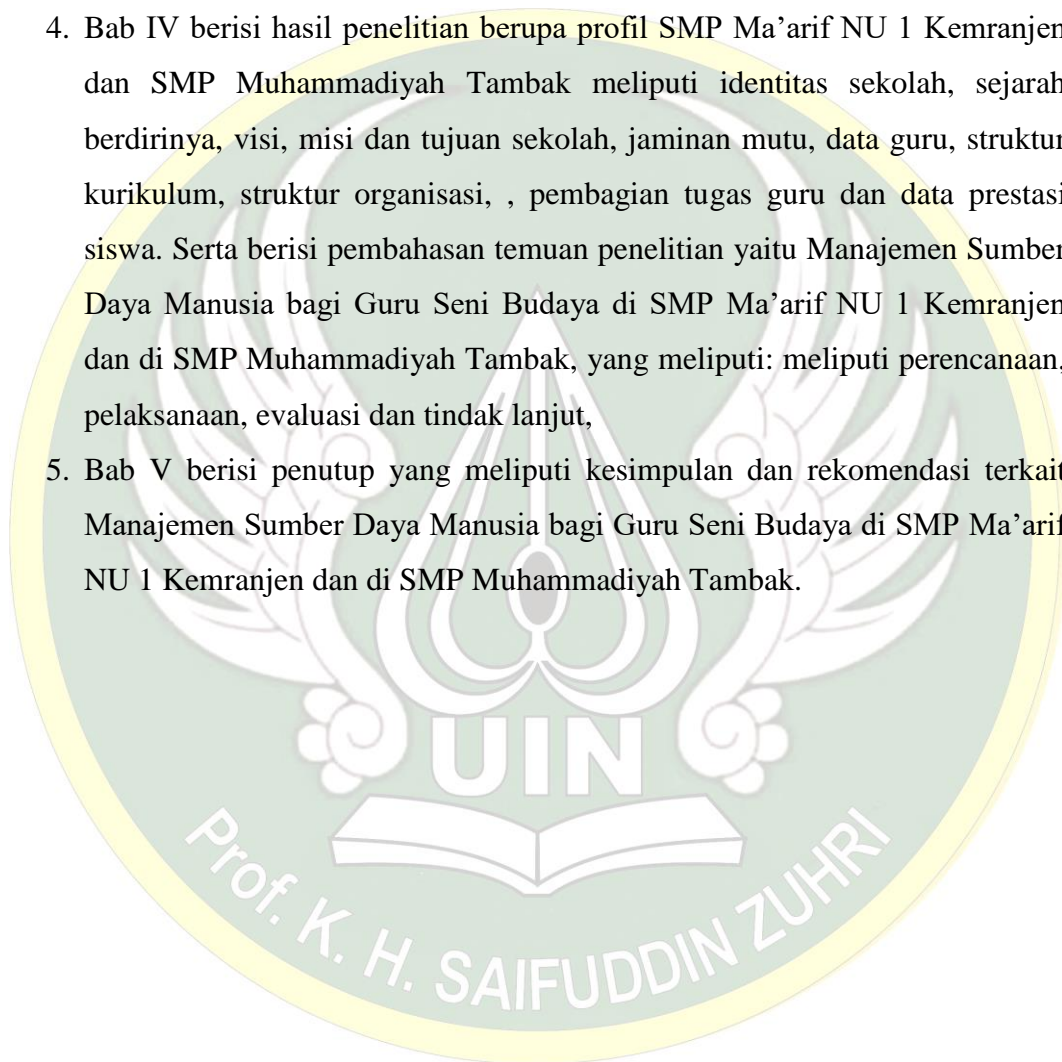 4. Bab IV berisi hasil penelitian berupa profil SMP Ma’arif NU 1 Kemranjen
dan SMP Muhammadiyah Tambak meliputi identitas sekolah, sejarah
berdirinya, visi, misi dan tujuan sekolah, jaminan mutu, data guru, struktur
kurikulum, struktur organisasi, , pembagian tugas guru dan data prestasi
siswa. Serta berisi pembahasan temuan penelitian yaitu Manajemen Sumber
Daya Manusia bagi Guru Seni Budaya di SMP Ma’arif NU 1 Kemranjen
dan di SMP Muhammadiyah Tambak, yang meliputi: meliputi perencanaan,
pelaksanaan, evaluasi dan tindak lanjut,
5. Bab V berisi penutup yang meliputi kesimpulan dan rekomendasi terkait
Manajemen Sumber Daya Manusia bagi Guru Seni Budaya di SMP Ma’arif
NU 1 Kemranjen dan di SMP Muhammadiyah Tambak.
UIN
Prof. K. H. SAIFUDDIN ZUHRI